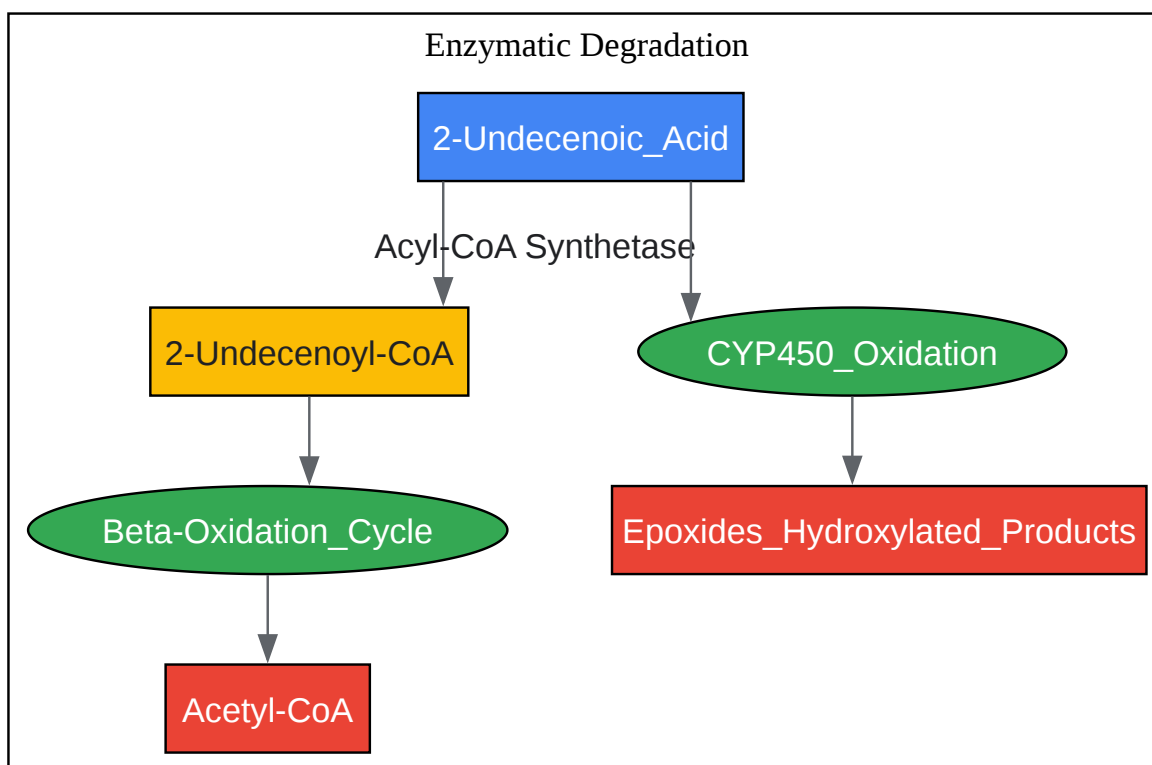 Enzymatic Degradation
2-Undecenoic_Acid
Acyl-CoA Synthetase
2-Undecenoyl-CoA
CYP450_Oxidation
Beta-Oxidation_Cycle
Epoxides_Hydroxylated_Products
Acetyl-CoA